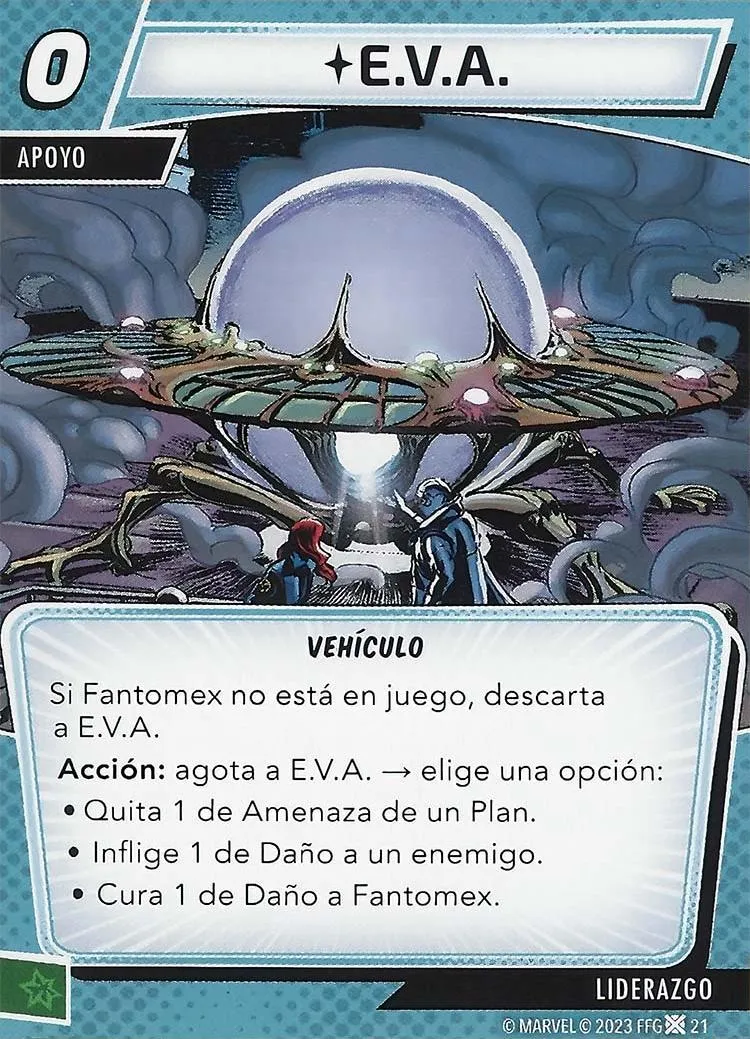 0
E.V.A.
APOYO
VEHÍCULO
Si Fantomex no está en juego, descarta
a E.V.A.
Acción: agota a E.V.A. → elige una opción:
• Quita 1 de Amenaza de un Plan.
• Inflige 1 de Daño a un enemigo.
• Cura 1 de Daño a Fantomex.
LIDERAZGO
© MARVEL © 2023 FFG 21